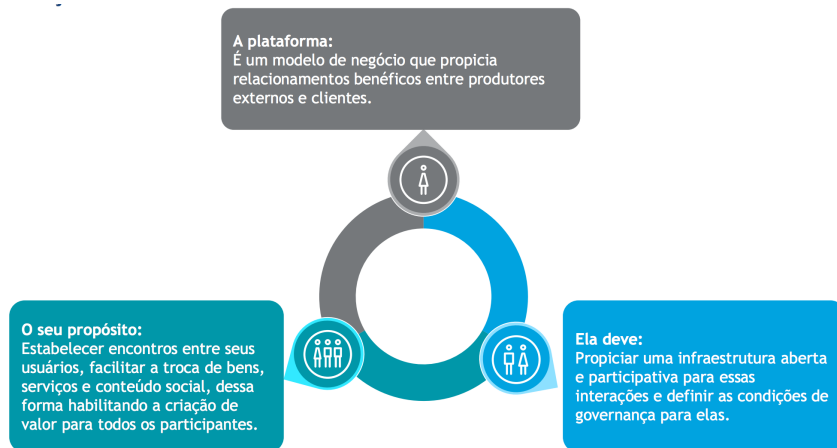 A plataforma:
É um modelo de negócio que propicia
relacionamentos benéficos entre produtores
externos e clientes.
O seu propósito:
Estabelecer encontros entre seus
usuários, facilitar a troca de bens,
serviços e conteúdo social, dessa
forma habilitando a criação de
valor para todos os participantes.
Ela deve:
Propiciar uma infraestrutura aberta
e participativa para essas
interações e definir as condições de
governança para elas.